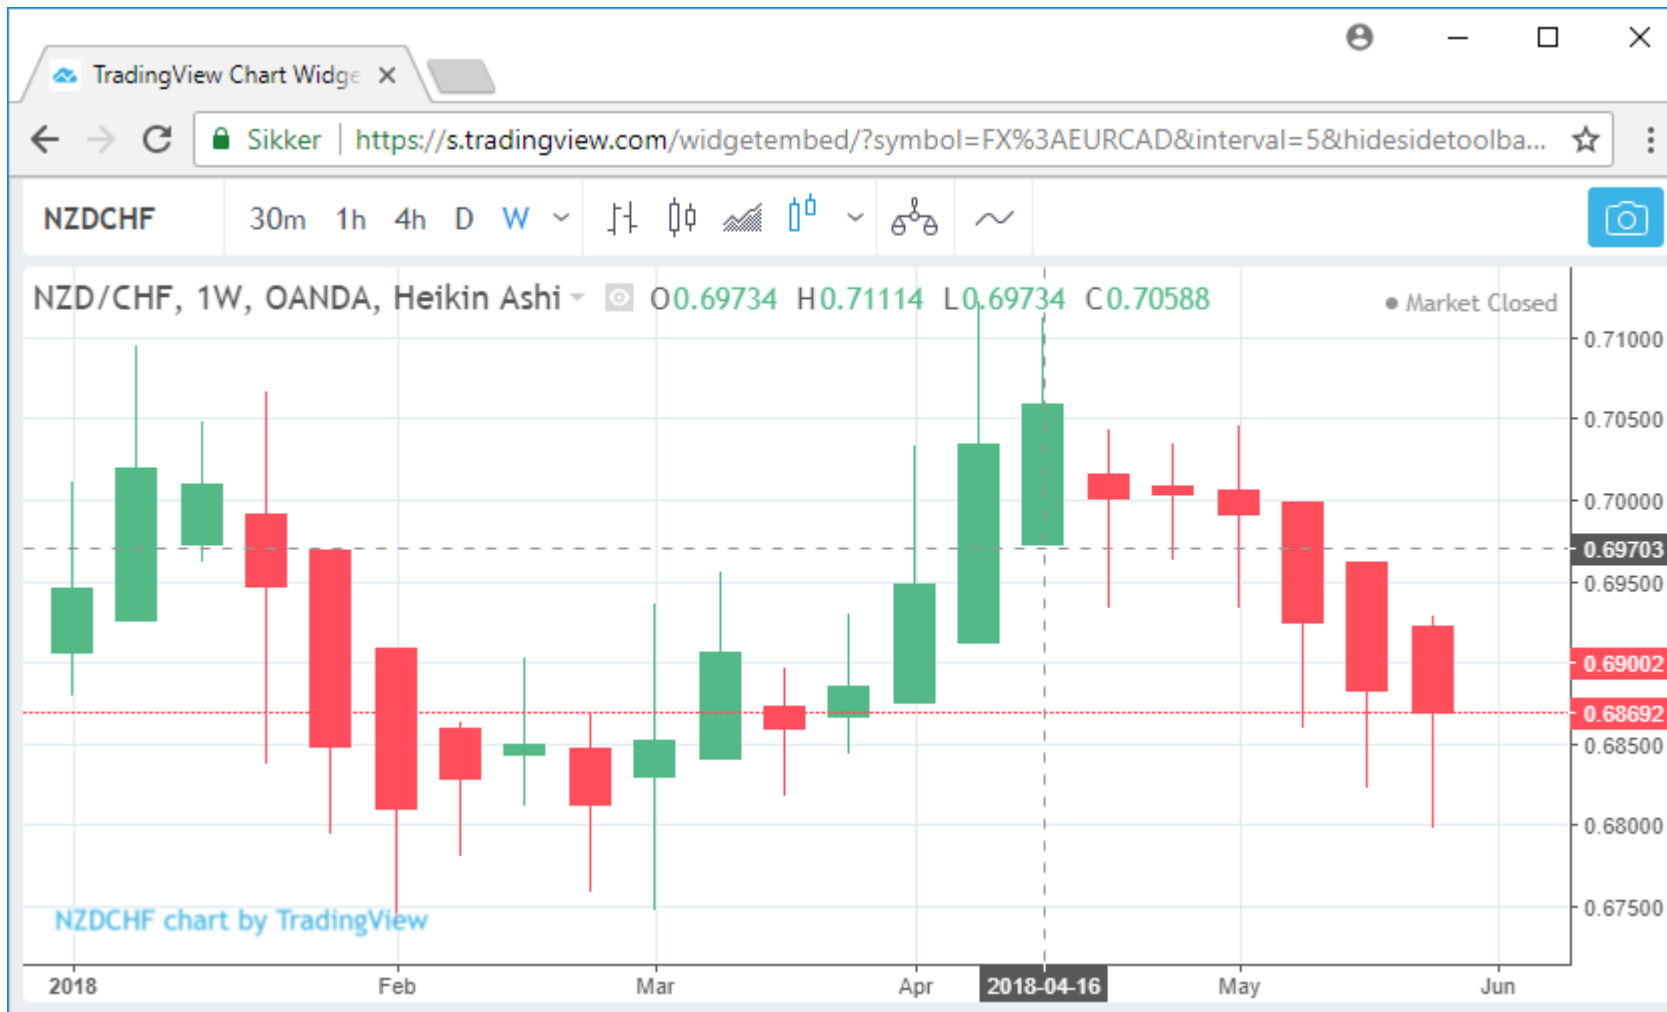 TradingView Chart Widge
Sikker https://s.tradingview.com/widgetembed/?symbol=FX%3AEURCAD&interval=5&hidesidetoolba...
NZDCHF 30m 1h 4h D W
NZD/CHF, 1W, OANDA, Heikin Ashi O0.69734 H0.71114 L0.69734 C0.70588 Market Closed
0.71000
0.70500
0.70000
0.69703
0.69500
0.69002
0.68692
0.68500
0.68000
0.67500
NZDCHF chart by TradingView
2018 Feb Mar Apr 2018-04-16 May Jun